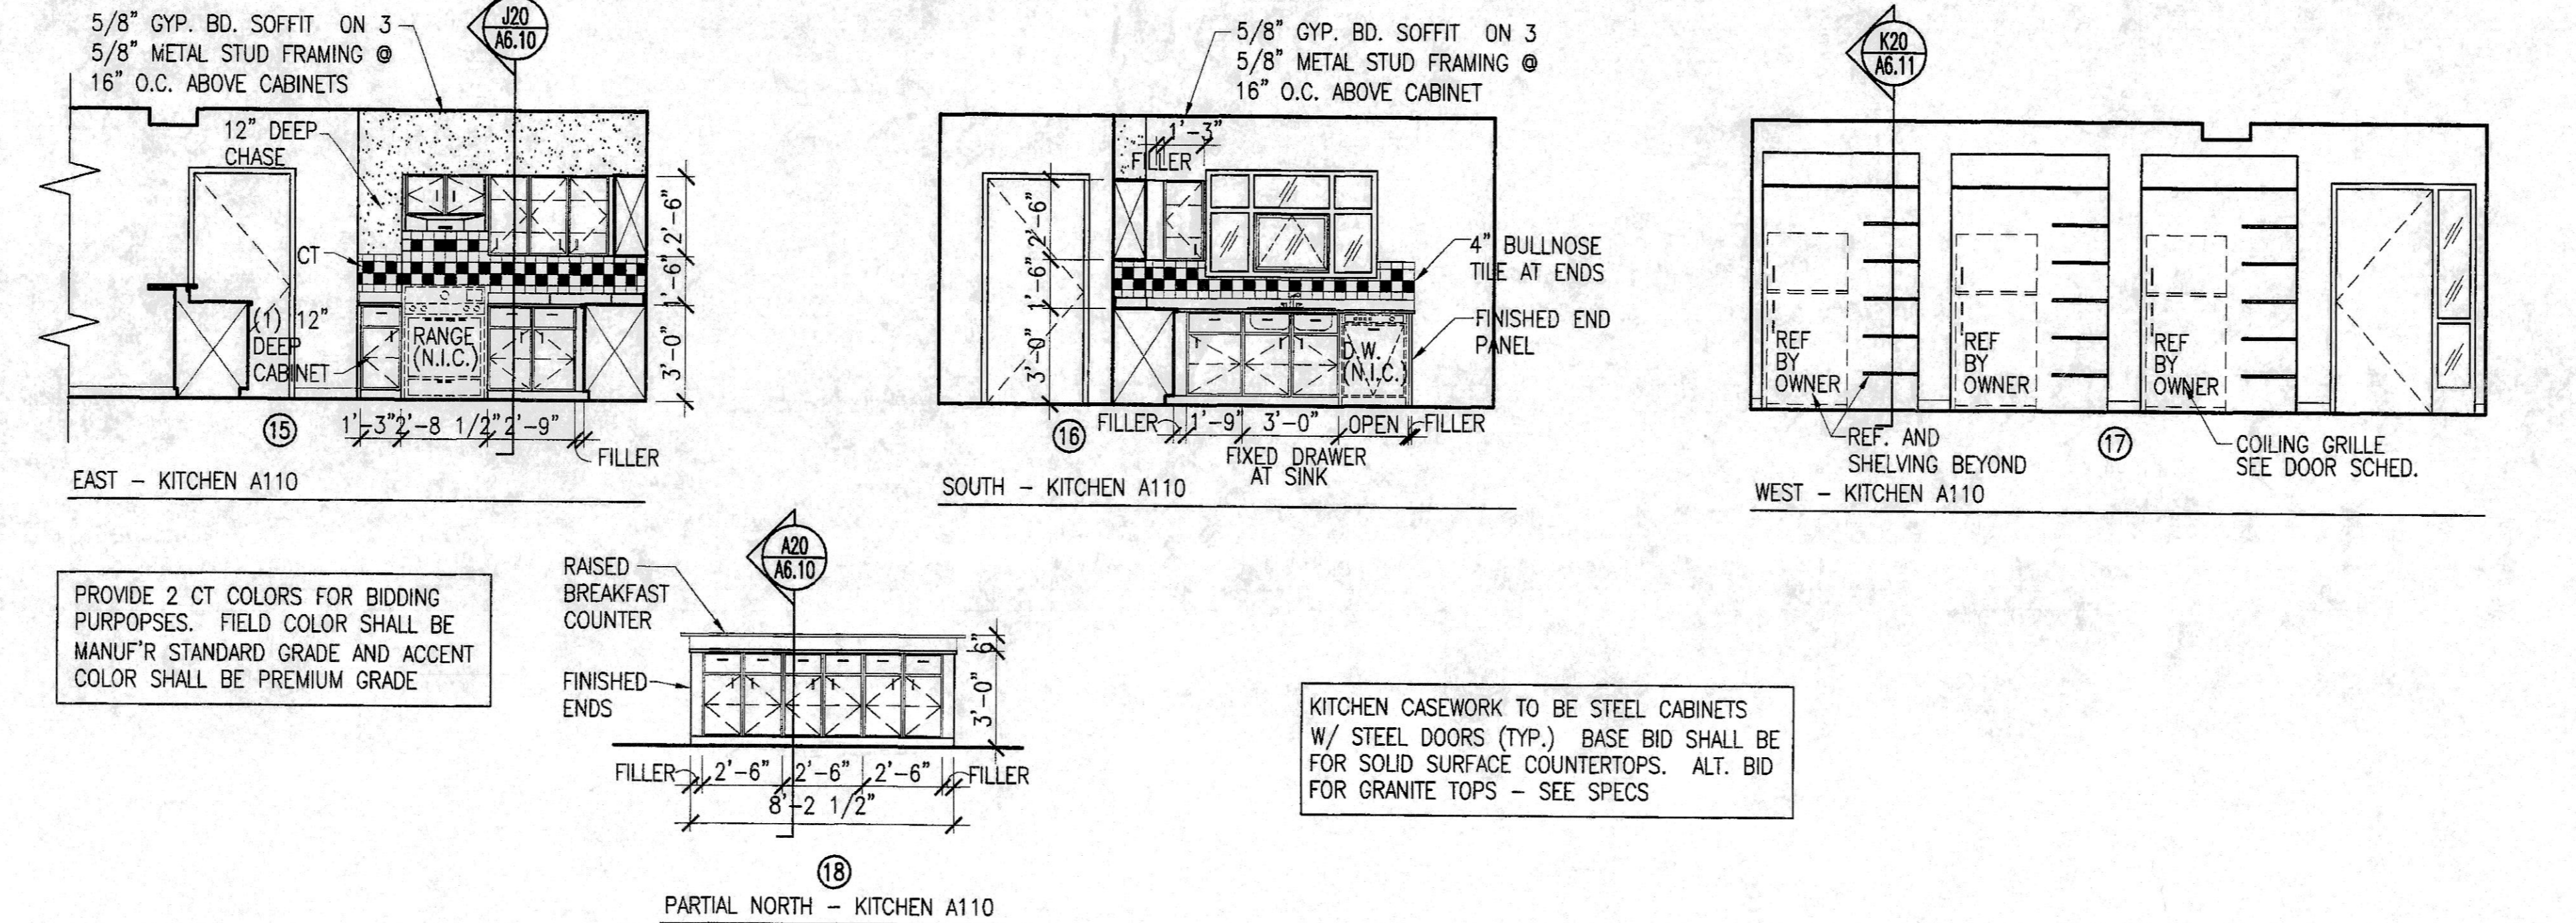 5/8" GYP. BD. SOFFIT ON 3
5/8" METAL STUD FRAMING @
16" O.C. ABOVE CABINETS
J20
A6.10
12" DEEP
CHASE
CT
(1) 12"
DEEP
CABINET
RANGE
(N.I.C.)
2'-6"
1'-6"
3'-0"
15
1'-3"
2'-8 1/2"
2'-9"
FILLER
EAST - KITCHEN A110
5/8" GYP. BD. SOFFIT ON 3
5/8" METAL STUD FRAMING @
16" O.C. ABOVE CABINET
1'-3"
FILLER
2'-6"
1'-6"
3'-0"
4" BULLNOSE
TILE AT ENDS
FINISHED END
PANEL
D.W.
(N.I.C.)
16
FILLER
1'-9"
3'-0"
OPEN
FILLER
FIXED DRAWER
AT SINK
SOUTH - KITCHEN A110
K20
A6.11
REF
BY
OWNER
REF
BY
OWNER
REF
BY
OWNER
REF. AND
SHELVING BEYOND
17
COILING GRILLE
SEE DOOR SCHED.
WEST - KITCHEN A110
PROVIDE 2 CT COLORS FOR BIDDING
PURPOPSES. FIELD COLOR SHALL BE
MANUF'R STANDARD GRADE AND ACCENT
COLOR SHALL BE PREMIUM GRADE
A20
A6.10
RAISED
BREAKFAST
COUNTER
FINISHED
ENDS
6"
3'-0"
FILLER
2'-6"
2'-6"
2'-6"
FILLER
8'-2 1/2"
18
PARTIAL NORTH - KITCHEN A110
KITCHEN CASEWORK TO BE STEEL CABINETS
W/ STEEL DOORS (TYP.) BASE BID SHALL BE
FOR SOLID SURFACE COUNTERTOPS. ALT. BID
FOR GRANITE TOPS - SEE SPECS